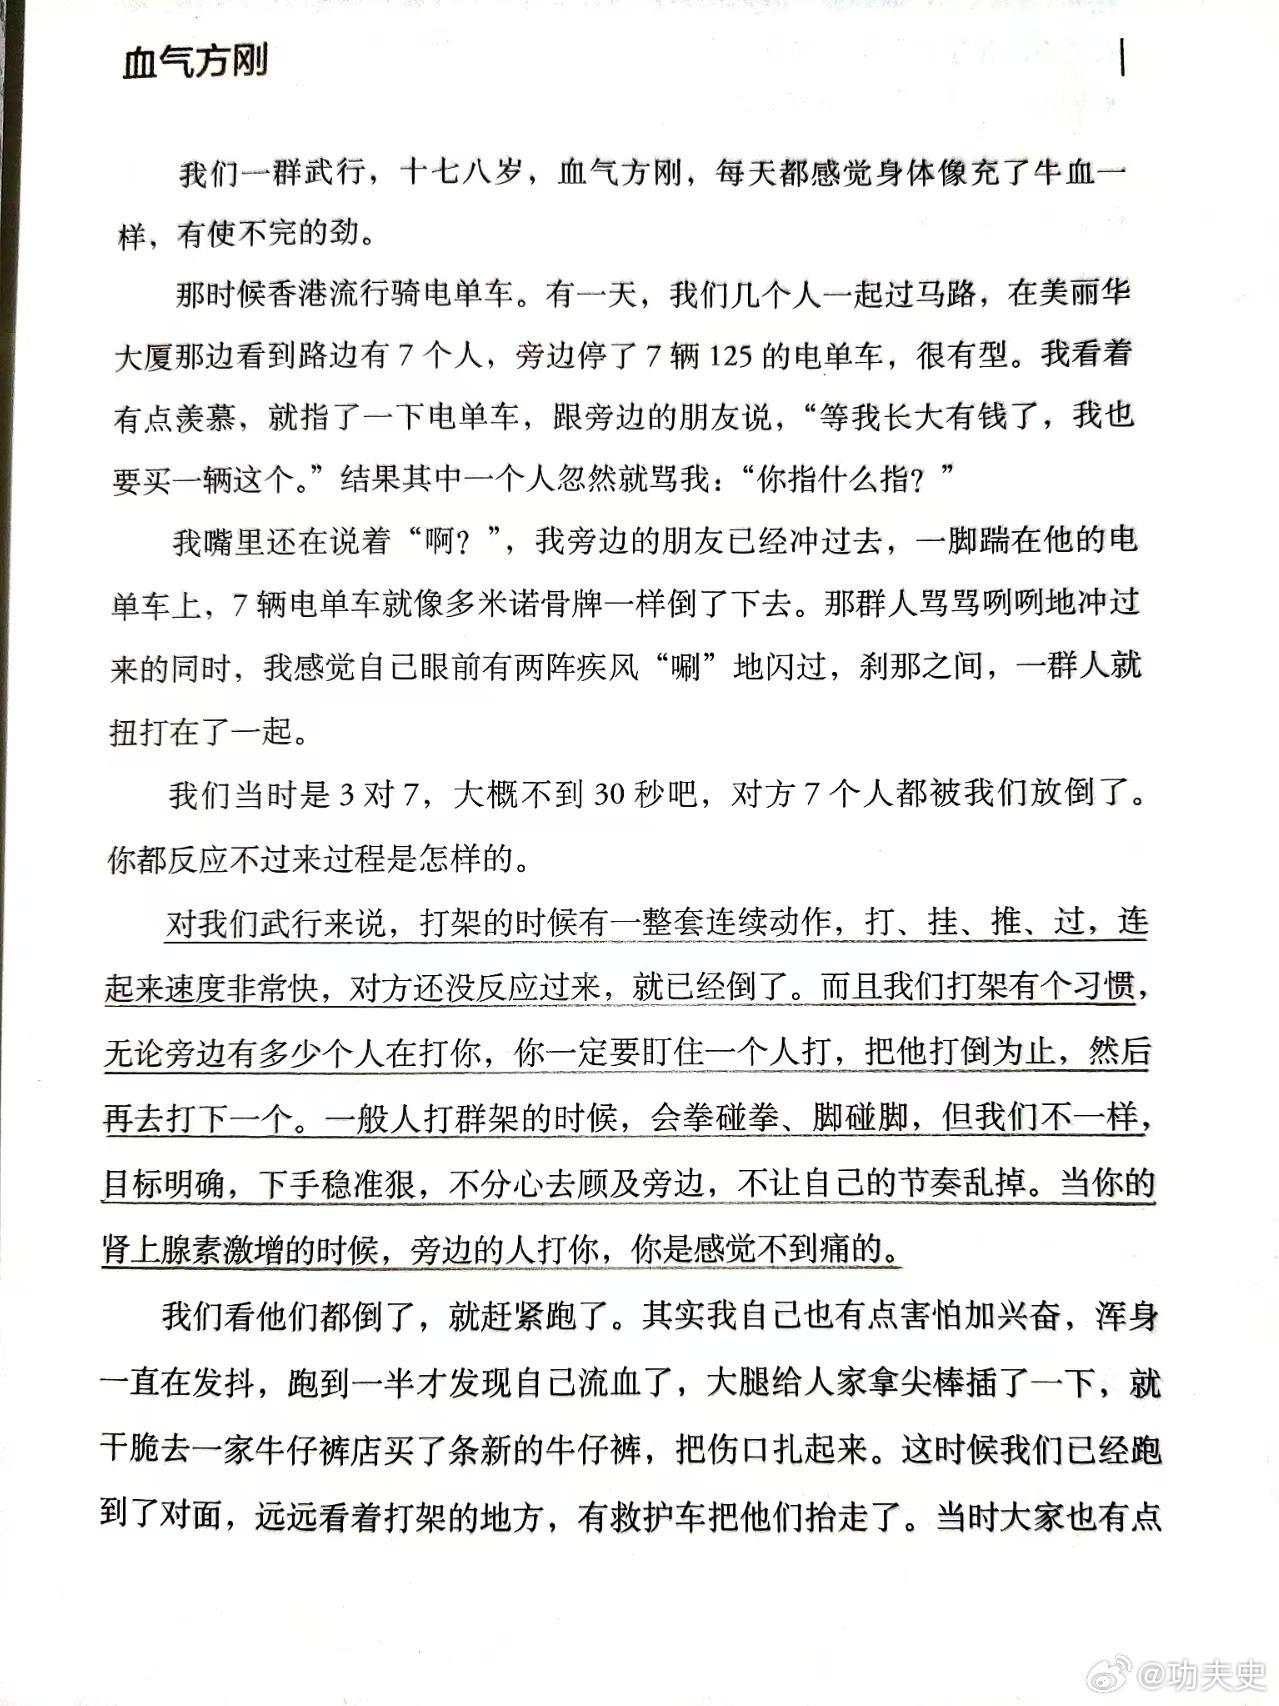 血气方刚
我们一群武行，十七八岁，血气方刚，每天都感觉身体像充了牛血一
样，有使不完的劲。
那时候香港流行骑电单车。有一天，我们几个人一起过马路，在美丽华
大厦那边看到路边有 7 个人，旁边停了 7 辆 125 的电单车，很有型。我看着
有点羡慕，就指了一下电单车，跟旁边的朋友说，“等我长大有钱了，我也
要买一辆这个。”结果其中一个人忽然就骂我：“你指什么指？”
我嘴里还在说着“啊？”，我旁边的朋友已经冲过去，一脚踹在他的电
单车上，7 辆电单车就像多米诺骨牌一样倒了下去。那群人骂骂咧咧地冲过
来的同时，我感觉自己眼前有两阵疾风“唰”地闪过，刹那之间，一群人就
扭打在了一起。
我们当时是 3 对 7，大概不到 30 秒吧，对方 7 个人都被我们放倒了。
你都反应不过来过程是怎样的。
对我们武行来说，打架的时候有一整套连续动作，打、挂、推、过，连
起来速度非常快，对方还没反应过来，就已经倒了。而且我们打架有个习惯，
无论旁边有多少个人在打你，你一定要盯住一个人打，把他打倒为止，然后
再去打下一个。一般人打群架的时候，会拳碰拳、脚碰脚，但我们不一样，
目标明确，下手稳准狠，不分心去顾及旁边，不让自己的节奏乱掉。当你的
肾上腺素激增的时候，旁边的人打你，你是感觉不到痛的。
我们看他们都倒了，就赶紧跑了。其实我自己也有点害怕加兴奋，浑身
一直在发抖，跑到一半才发现自己流血了，大腿给人家拿尖棒插了一下，就
干脆去一家牛仔裤店买了条新的牛仔裤，把伤口扎起来。这时候我们已经跑
到了对面，远远看着打架的地方，有救护车把他们抬走了。当时大家也有点
@功夫史